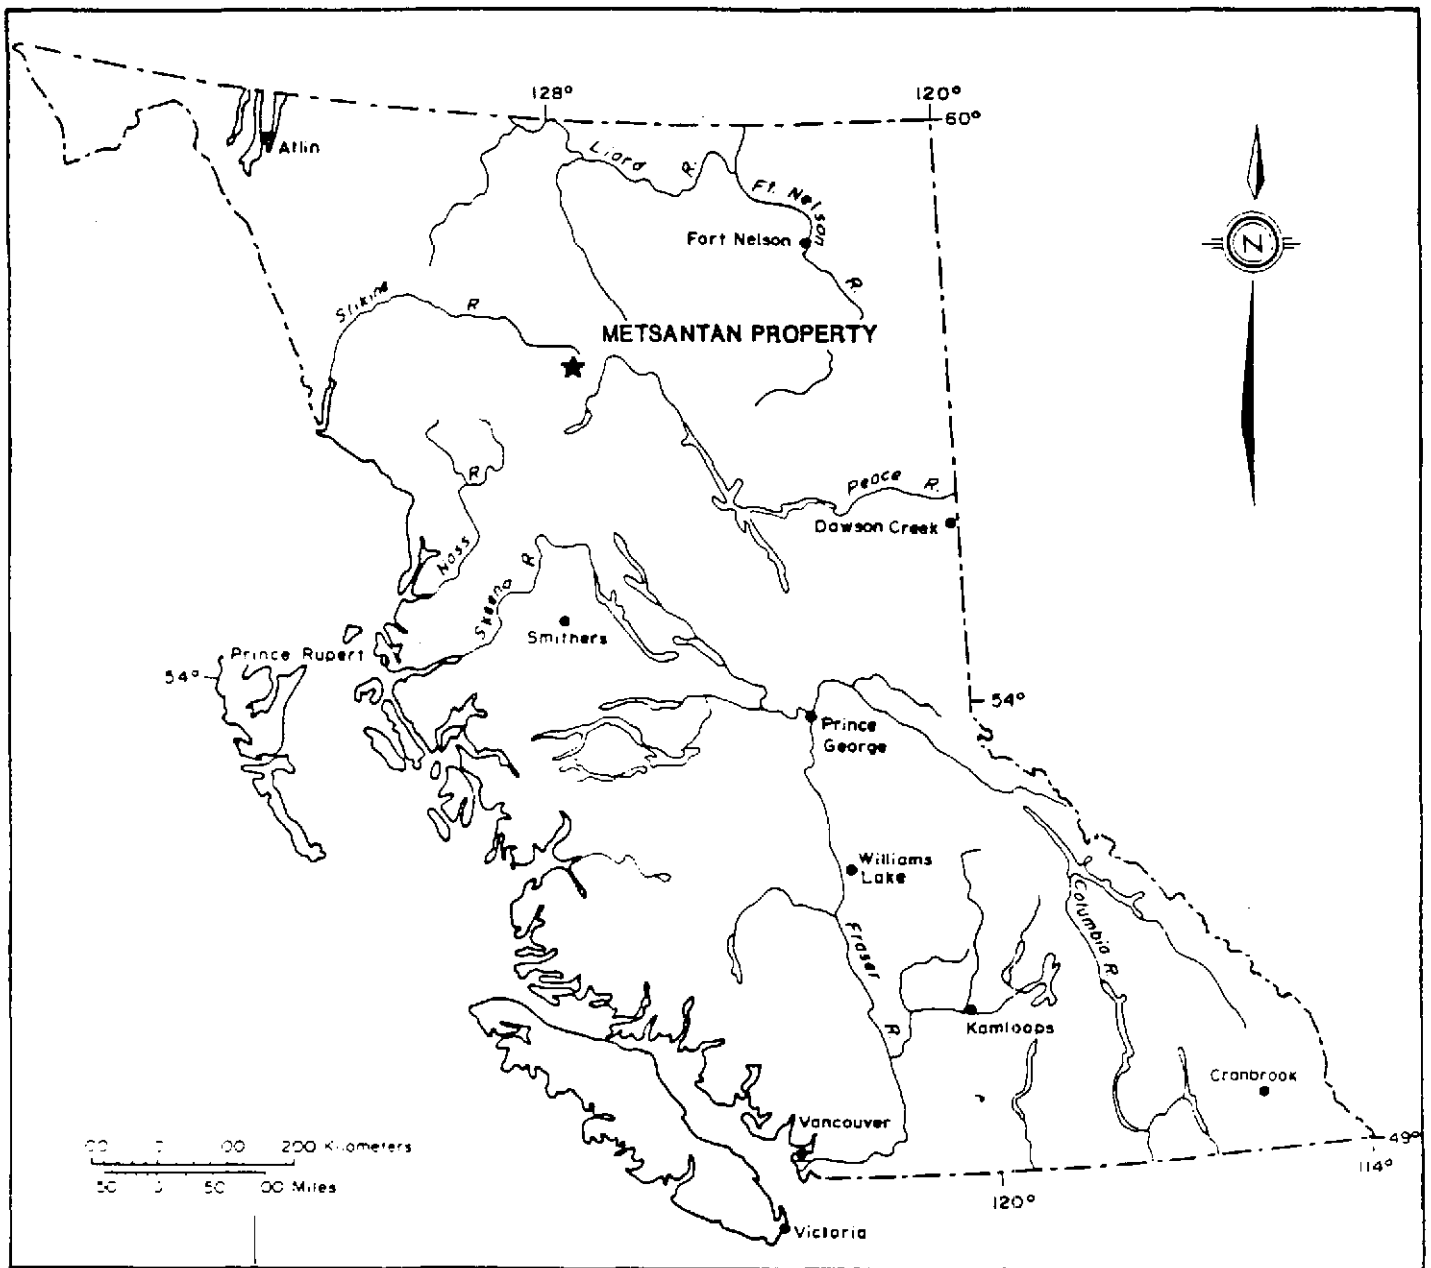 128°
120°
60°
Atlin
Liard R.
Ft. Nelson R.
Fort Nelson
Stikine R
METSANTAN PROPERTY
N
Peace R.
Dawson Creek
Nass R
Skeena R
Smithers
Prince Rupert
54°
54°
Prince
George
Williams
Lake
Fraser R
Columbia R.
Kamloops
Cranbrook
Vancouver
49°
114°
120°
Victoria
200 Kilometers
50 Miles